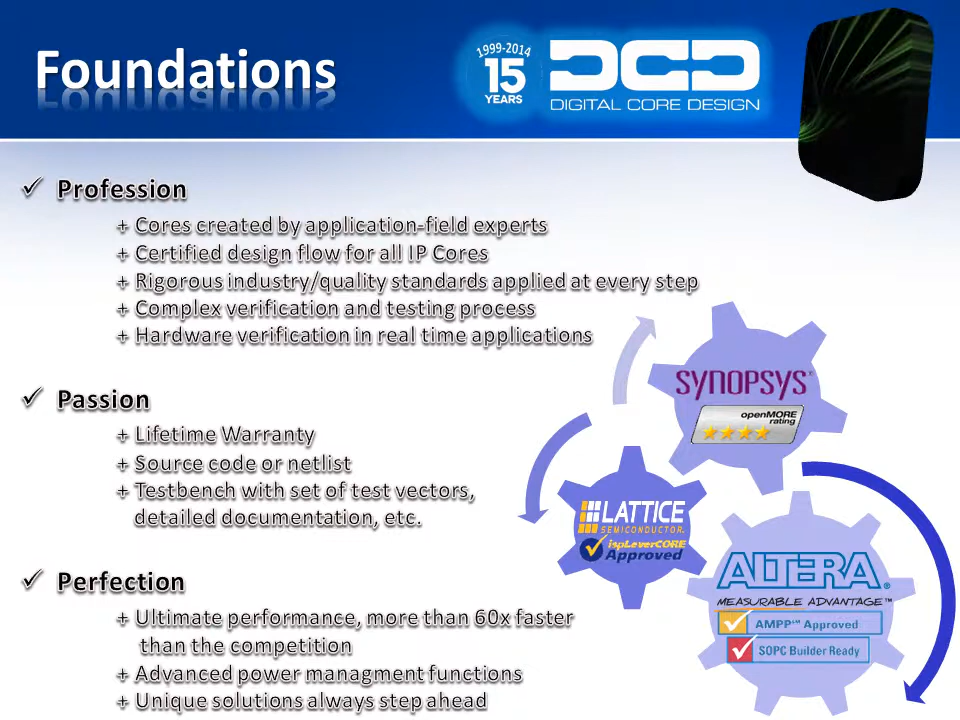 Foundations
1999-2014
15
YEARS
DCD
DIGITAL CORE DESIGN
✓ Profession
+ Cores created by application-field experts
+ Certified design flow for all IP Cores
+ Rigorous industry/quality standards applied at every step
+ Complex verification and testing process
+ Hardware verification in real time applications
✓ Passion
+ Lifetime Warranty
+ Source code or netlist
+ Testbench with set of test vectors,
detailed documentation, etc.
✓ Perfection
+ Ultimate performance, more than 60x faster
than the competition
+ Advanced power managment functions
+ Unique solutions always step ahead
SYNOPSYS®
openMORE
rating
LATTICE
SEMICONDUCTOR.
ispLeverCORE
Approved
ALTERA®
MEASURABLE ADVANTAGE™
AMPP℠ Approved
SOPC Builder Ready